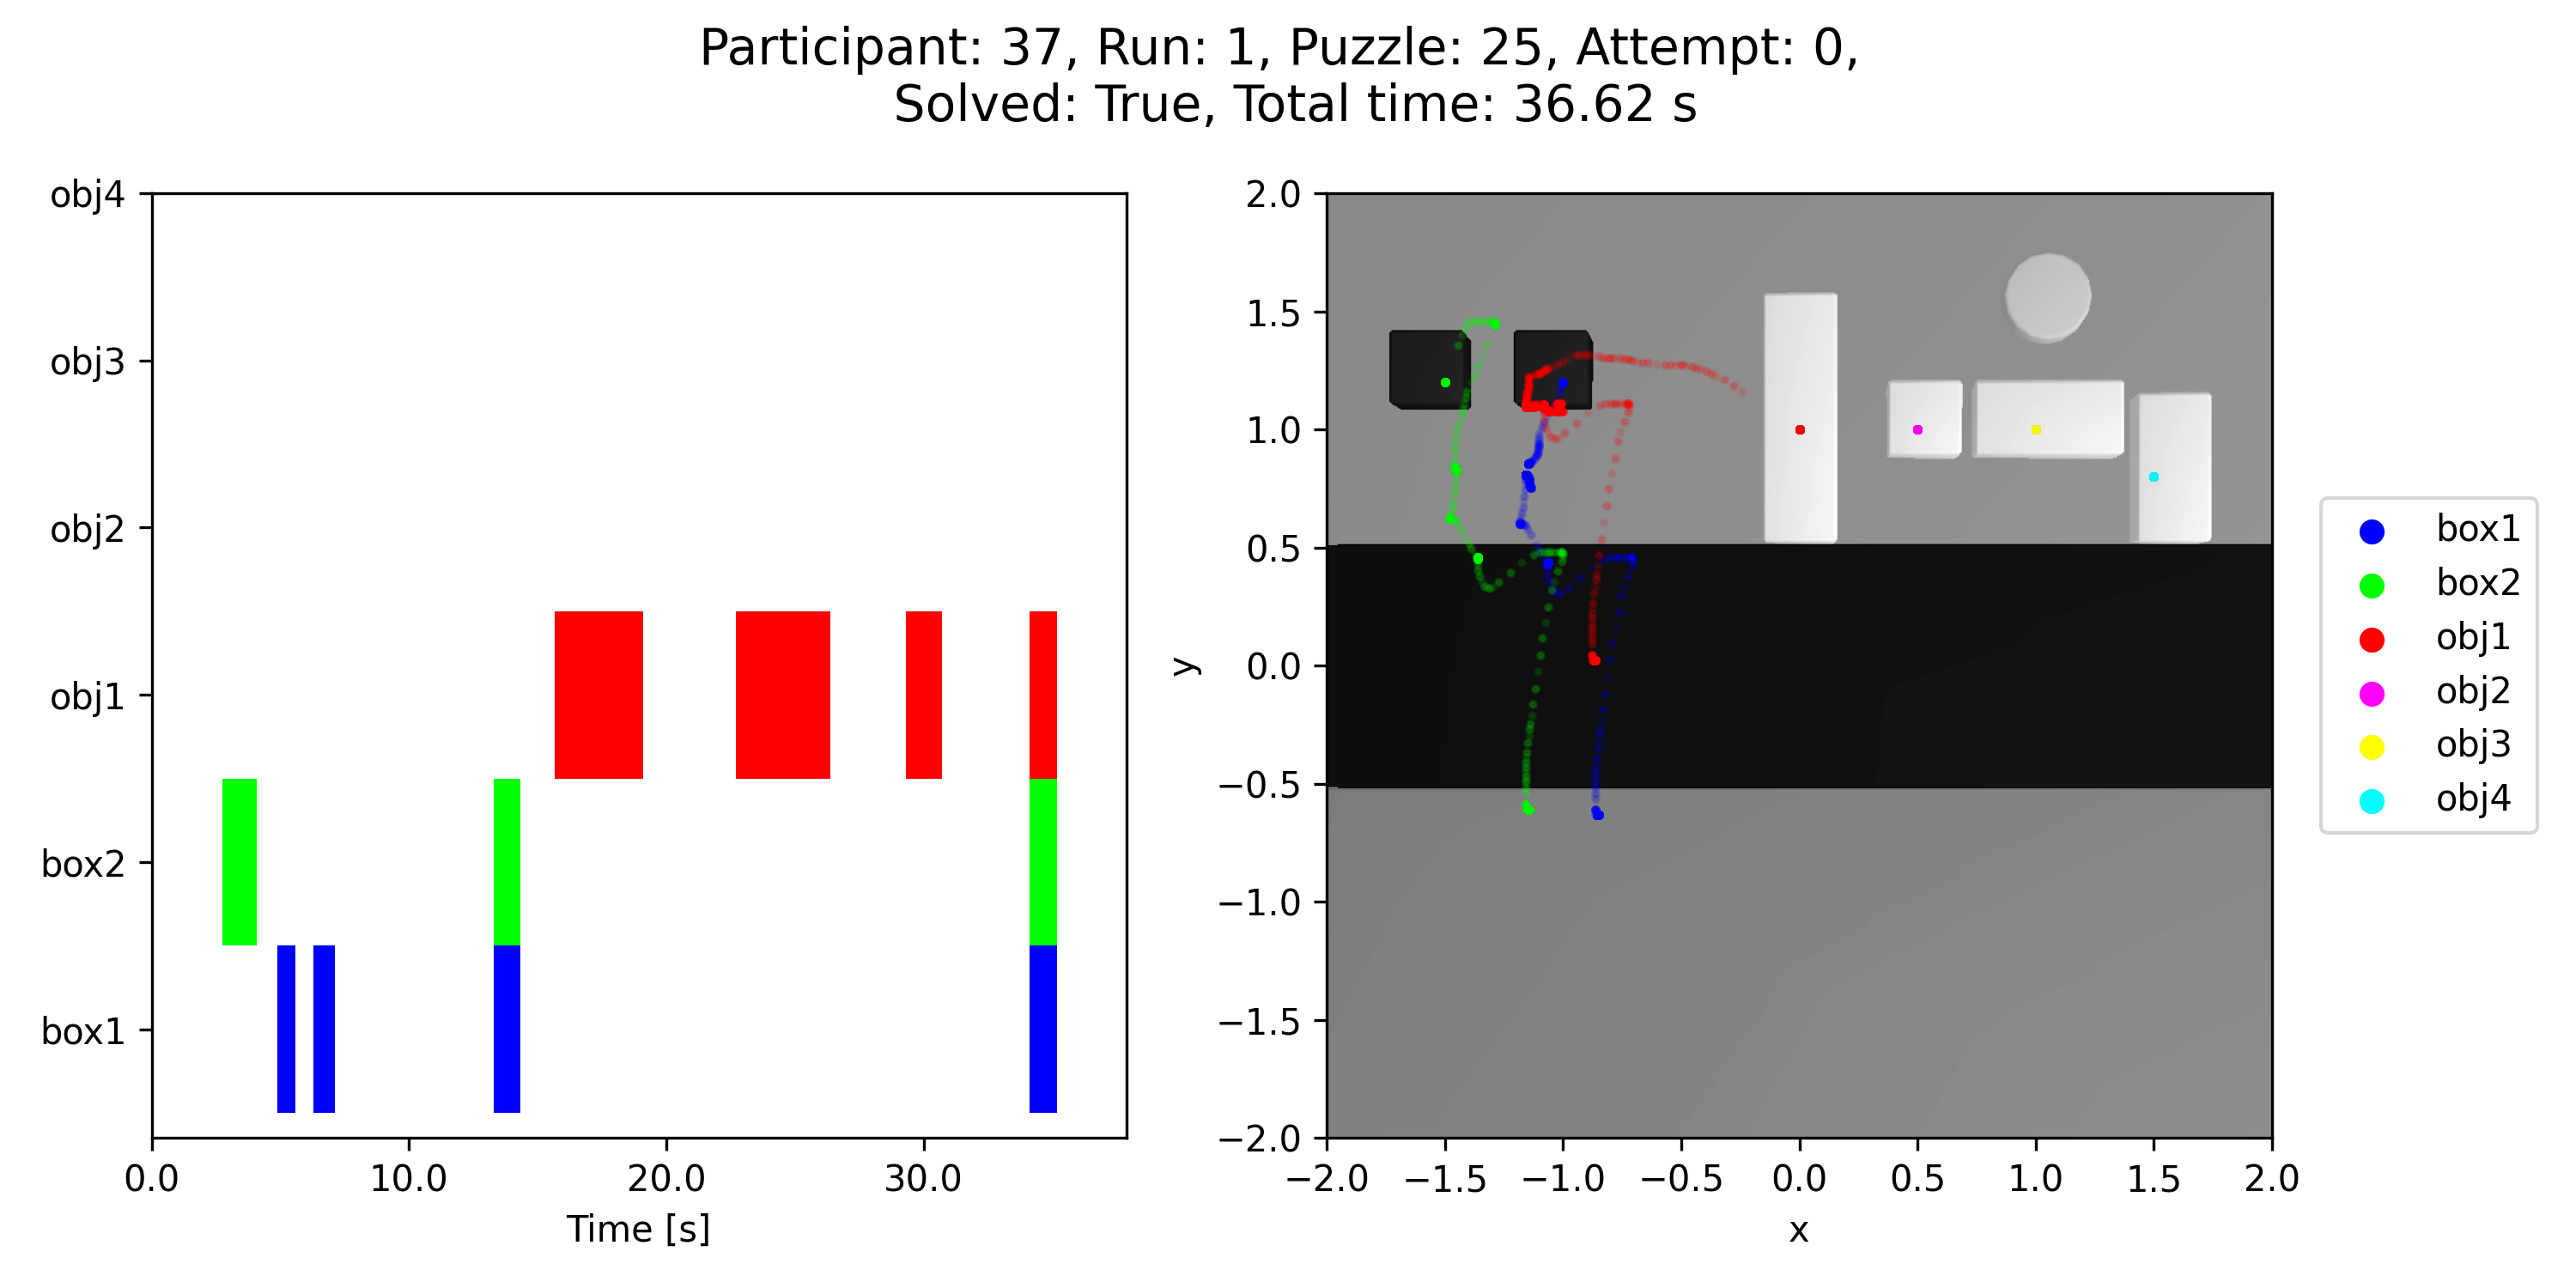 Participant: 37, Run: 1, Puzzle: 25, Attempt: 0,
Solved: True, Total time: 36.62 s
obj4
obj3
obj2
obj1
box2
box1
0.0 10.0 20.0 30.0
Time [s]
2.0
1.5
1.0
0.5
0.0
−0.5
−1.0
−1.5
−2.0
y
−2.0 −1.5 −1.0 −0.5 0.0 0.5 1.0 1.5 2.0
x
box1
box2
obj1
obj2
obj3
obj4